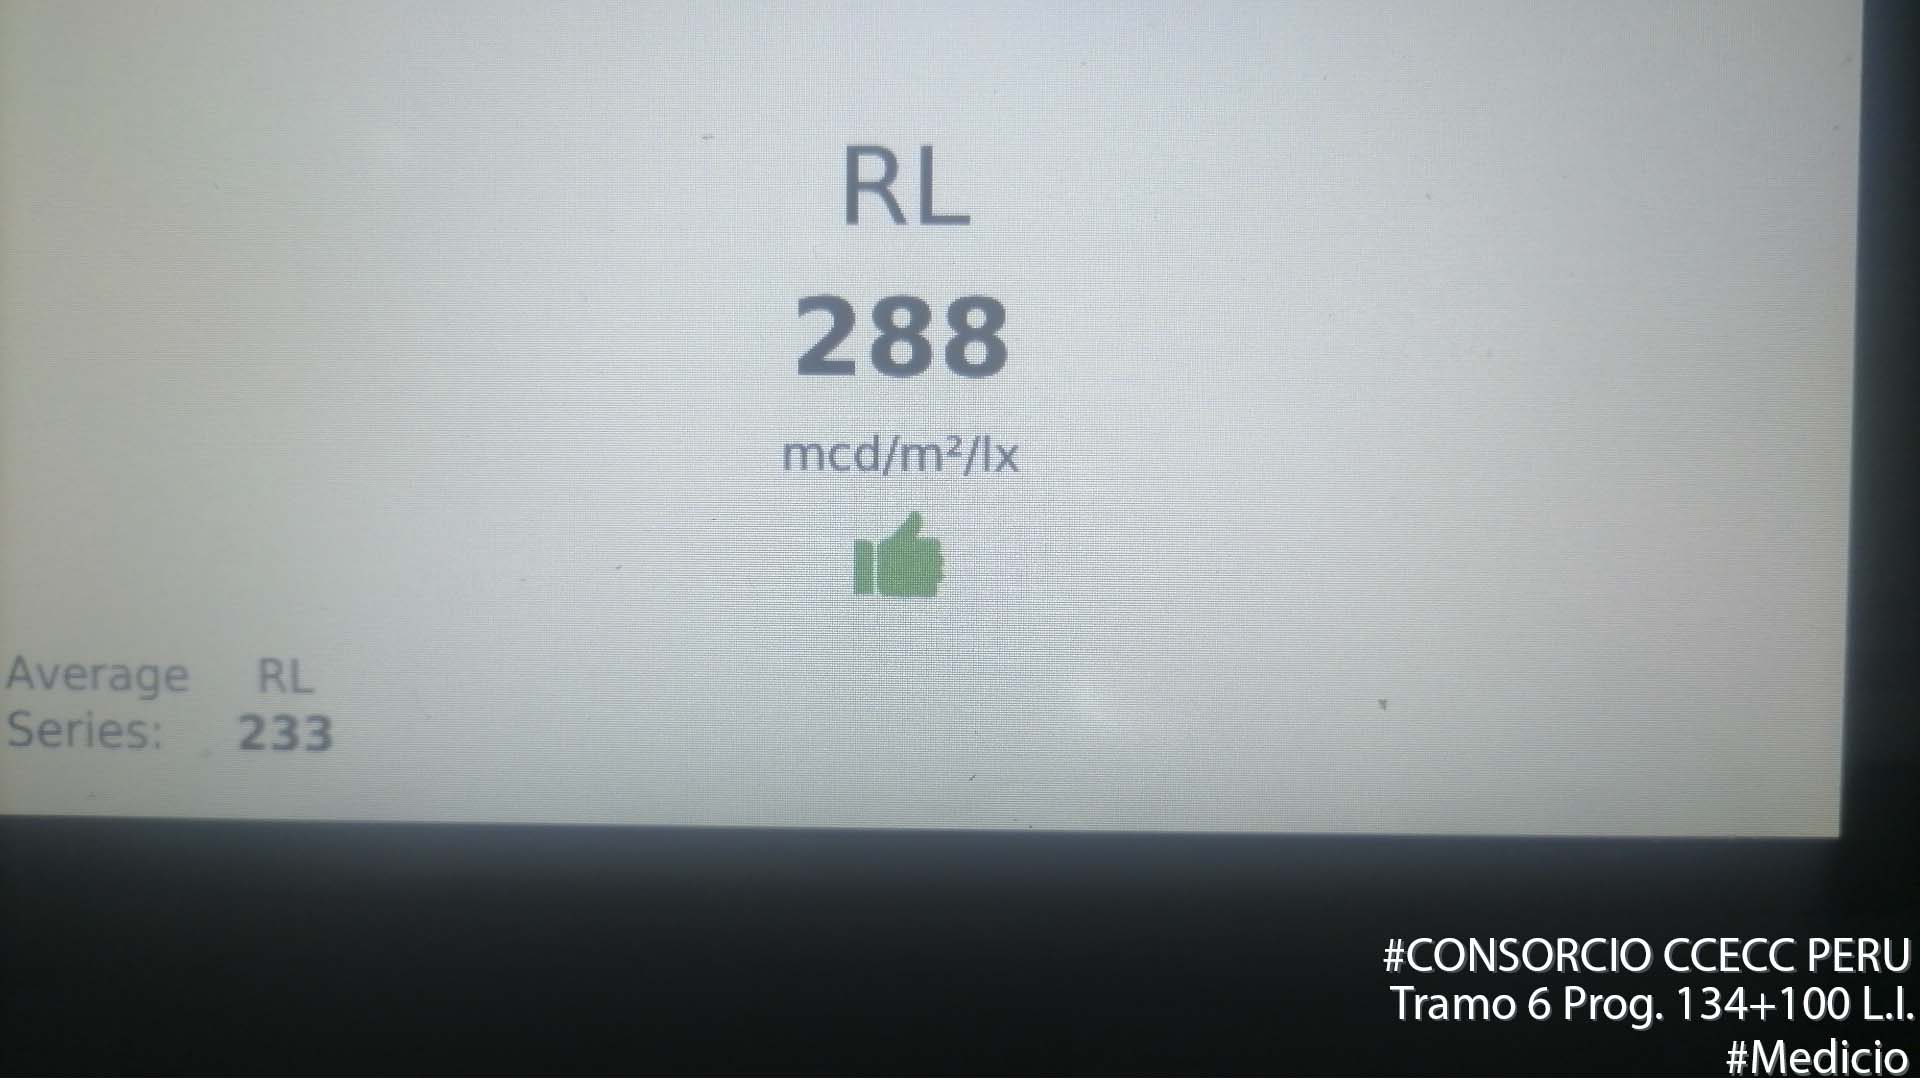 RL
288
mcd/m²/lx
Average RL
Series: 233
#CONSORCIO CCECC PERU
Tramo 6 Prog. 134+100 L.I.
#Medicio